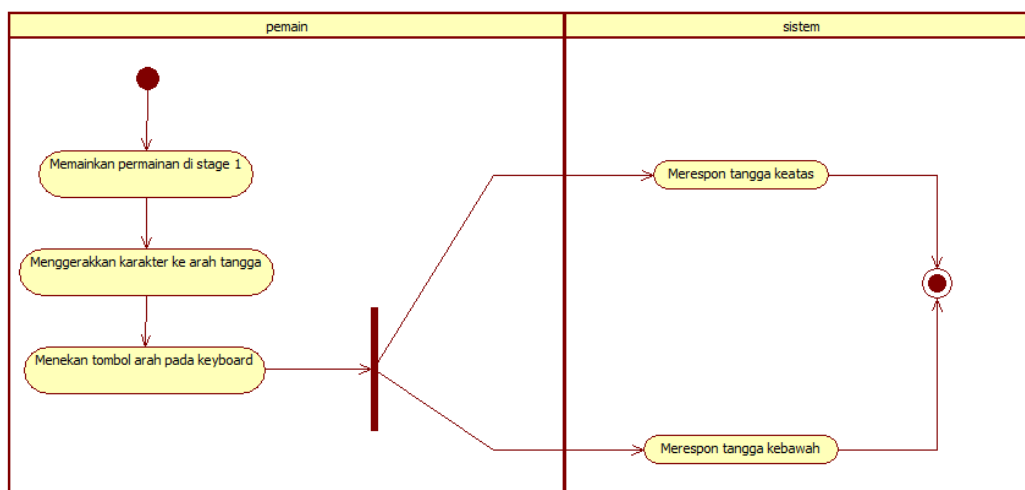 pemain
sistem
Memainkan permainan di stage 1
Menggerakkan karakter ke arah tangga
Menekan tombol arah pada keyboard
Merespon tangga keatas
Merespon tangga kebawah